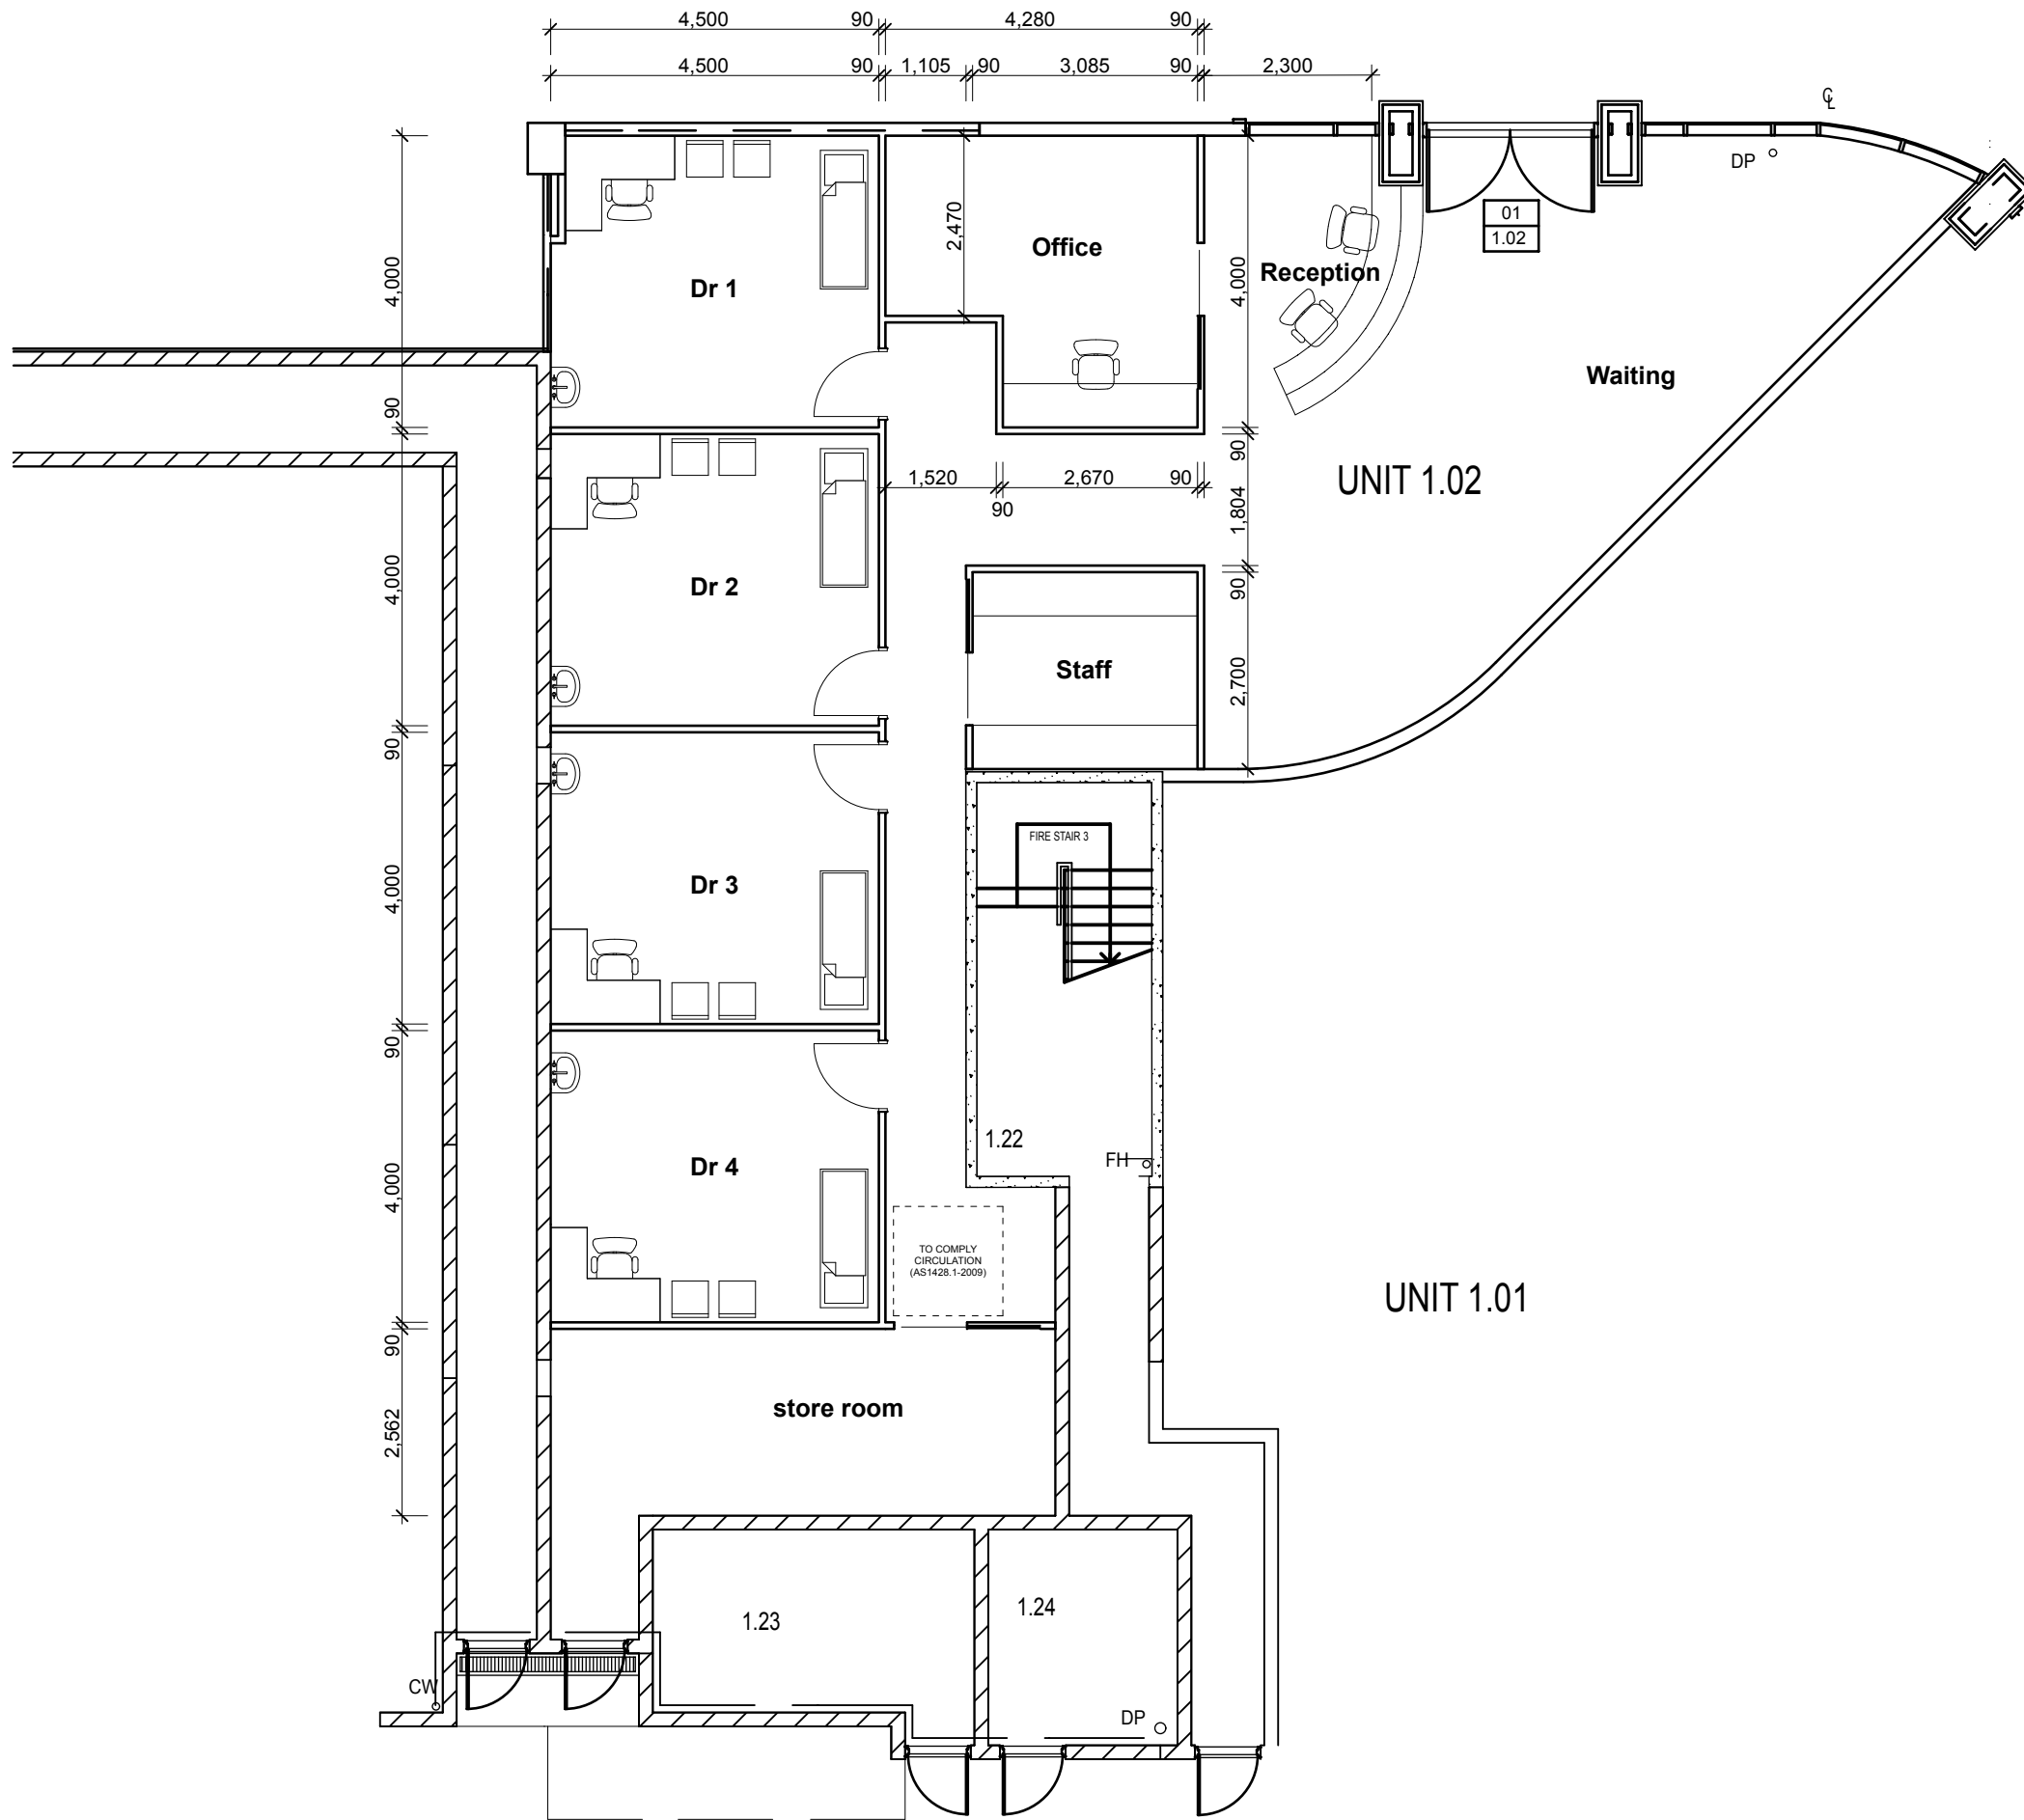 4,500 90 4,280 90
4,500 90 1,105 90 3,085 90 2,300
℄
DP
01
1.02
2,470
Office
Reception
Dr 1
4,000
4,000
Waiting
90
90
1,520 2,670 90
90
UNIT 1.02
1,804
Dr 2
4,000
90
Staff
2,700
90
FIRE STAIR 3
Dr 3
4,000
90
1.22
FH
Dr 4
4,000
TO COMPLY
CIRCULATION
(AS1428.1-2009)
UNIT 1.01
90
store room
2,562
1.23
1.24
CW
DP